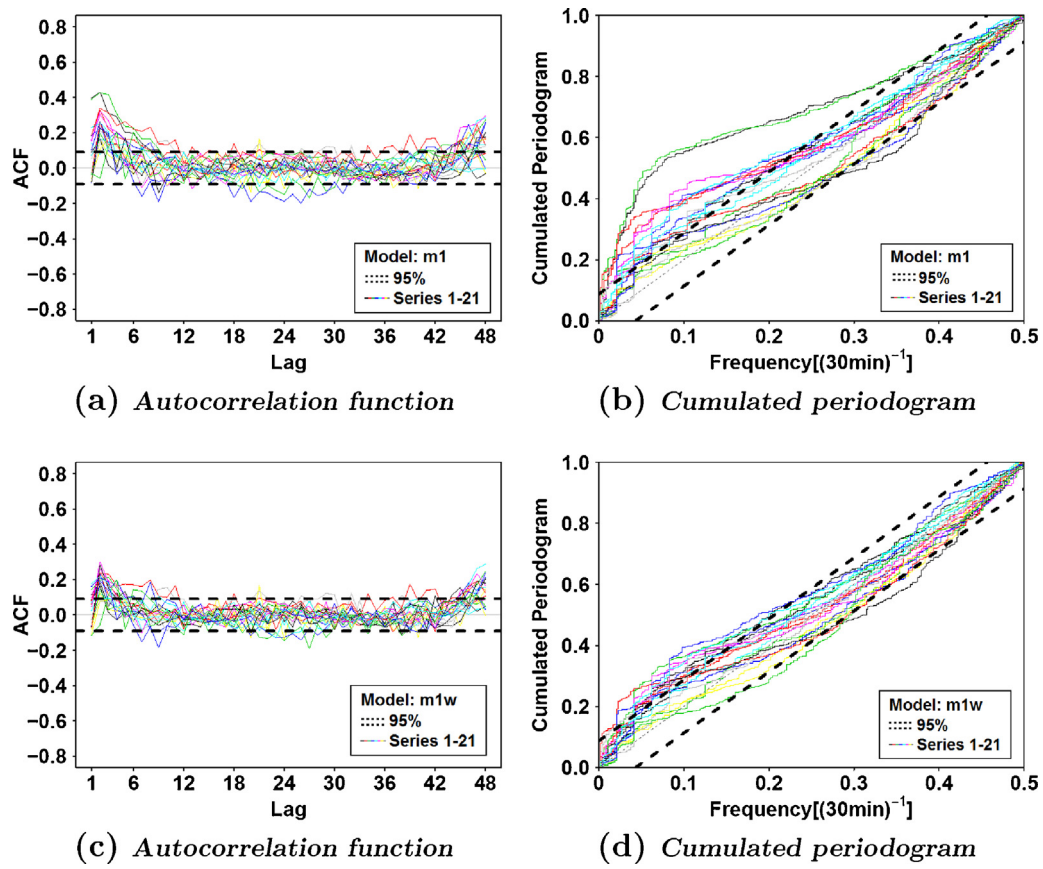 0.8
0.6
0.4
0.2
0.0
−0.2
−0.4
−0.6
−0.8
ACF
Model: m1
95%
Series 1-21
1 6 12 18 24 30 36 42 48
Lag
(a) Autocorrelation function
1.0
0.8
0.6
0.4
0.2
0.0
Cumulated Periodogram
Model: m1
95%
Series 1-21
0 0.1 0.2 0.3 0.4 0.5
Frequency[(30min)⁻¹]
(b) Cumulated periodogram
0.8
0.6
0.4
0.2
0.0
−0.2
−0.4
−0.6
−0.8
ACF
Model: m1w
95%
Series 1-21
1 6 12 18 24 30 36 42 48
Lag
(c) Autocorrelation function
1.0
0.8
0.6
0.4
0.2
0.0
Cumulated Periodogram
Model: m1w
95%
Series 1-21
0 0.1 0.2 0.3 0.4 0.5
Frequency[(30min)⁻¹]
(d) Cumulated periodogram